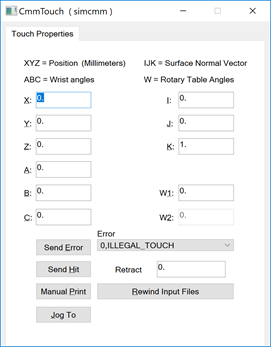 CmmTouch ( simcmm )
Touch Properties
XYZ = Position (Millimeters) IJK = Surface Normal Vector
ABC = Wrist angles W = Rotary Table Angles
X: 0. I: 0.
Y: 0. J: 0.
Z: 0. K: 1.
A: 0.
B: 0. W1: 0.
C: 0. W2: 0.
Error
Send Error 0,ILLEGAL_TOUCH
Send Hit Retract 0.
Manual Print Rewind Input Files
Jog To